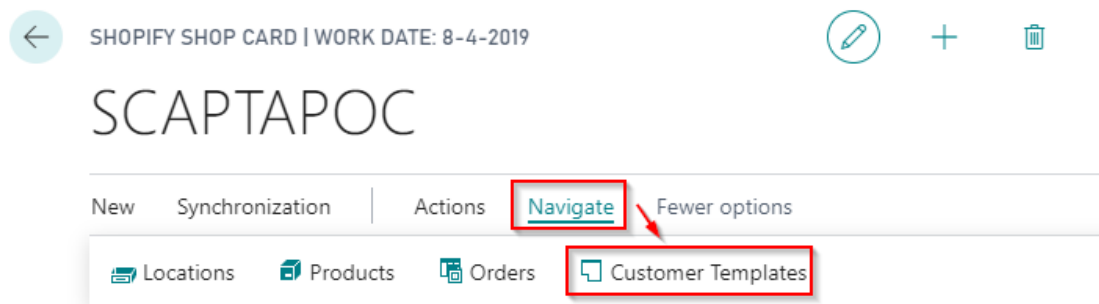 SHOPIFY SHOP CARD | WORK DATE: 8-4-2019
SCAPTAPOC
New Synchronization Actions Navigate Fewer options
Locations Products Orders Customer Templates